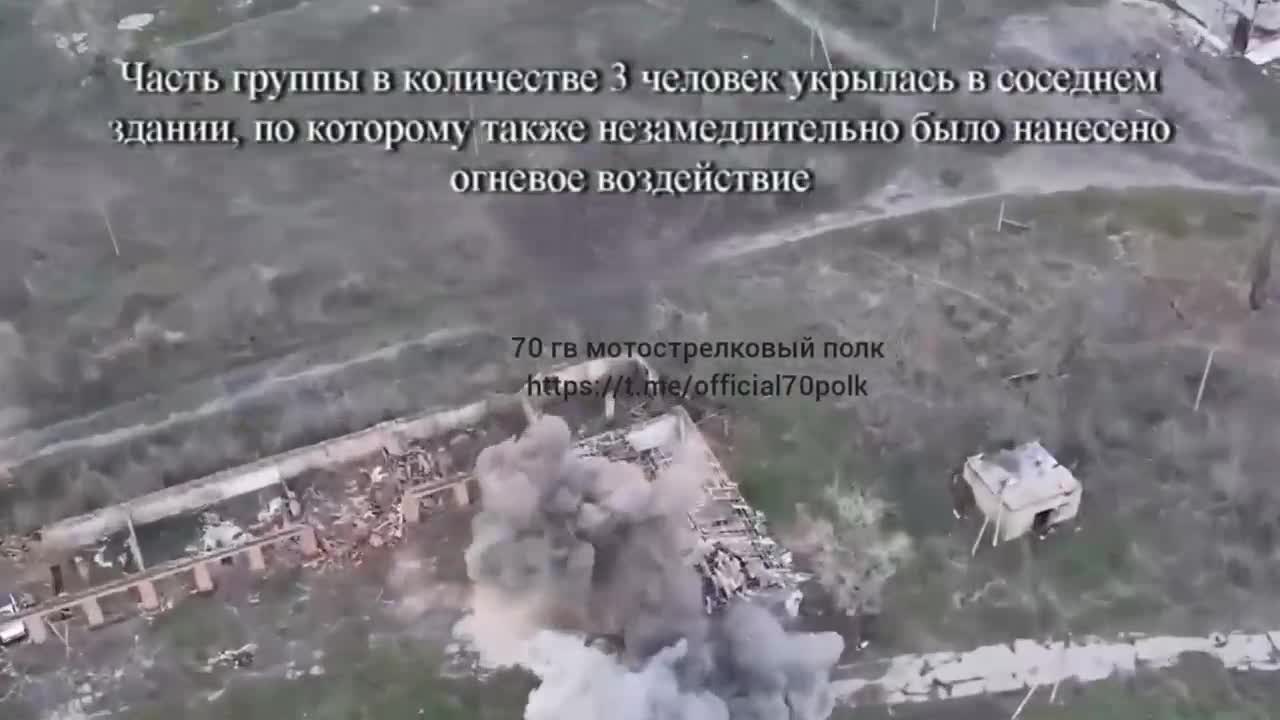 Часть группы в количестве 3 человек укрылась в соседнем
здании, по которому также незамедлительно было нанесено
огневое воздействие
70 гв мотострелковый полк
https://t.me/official70polk